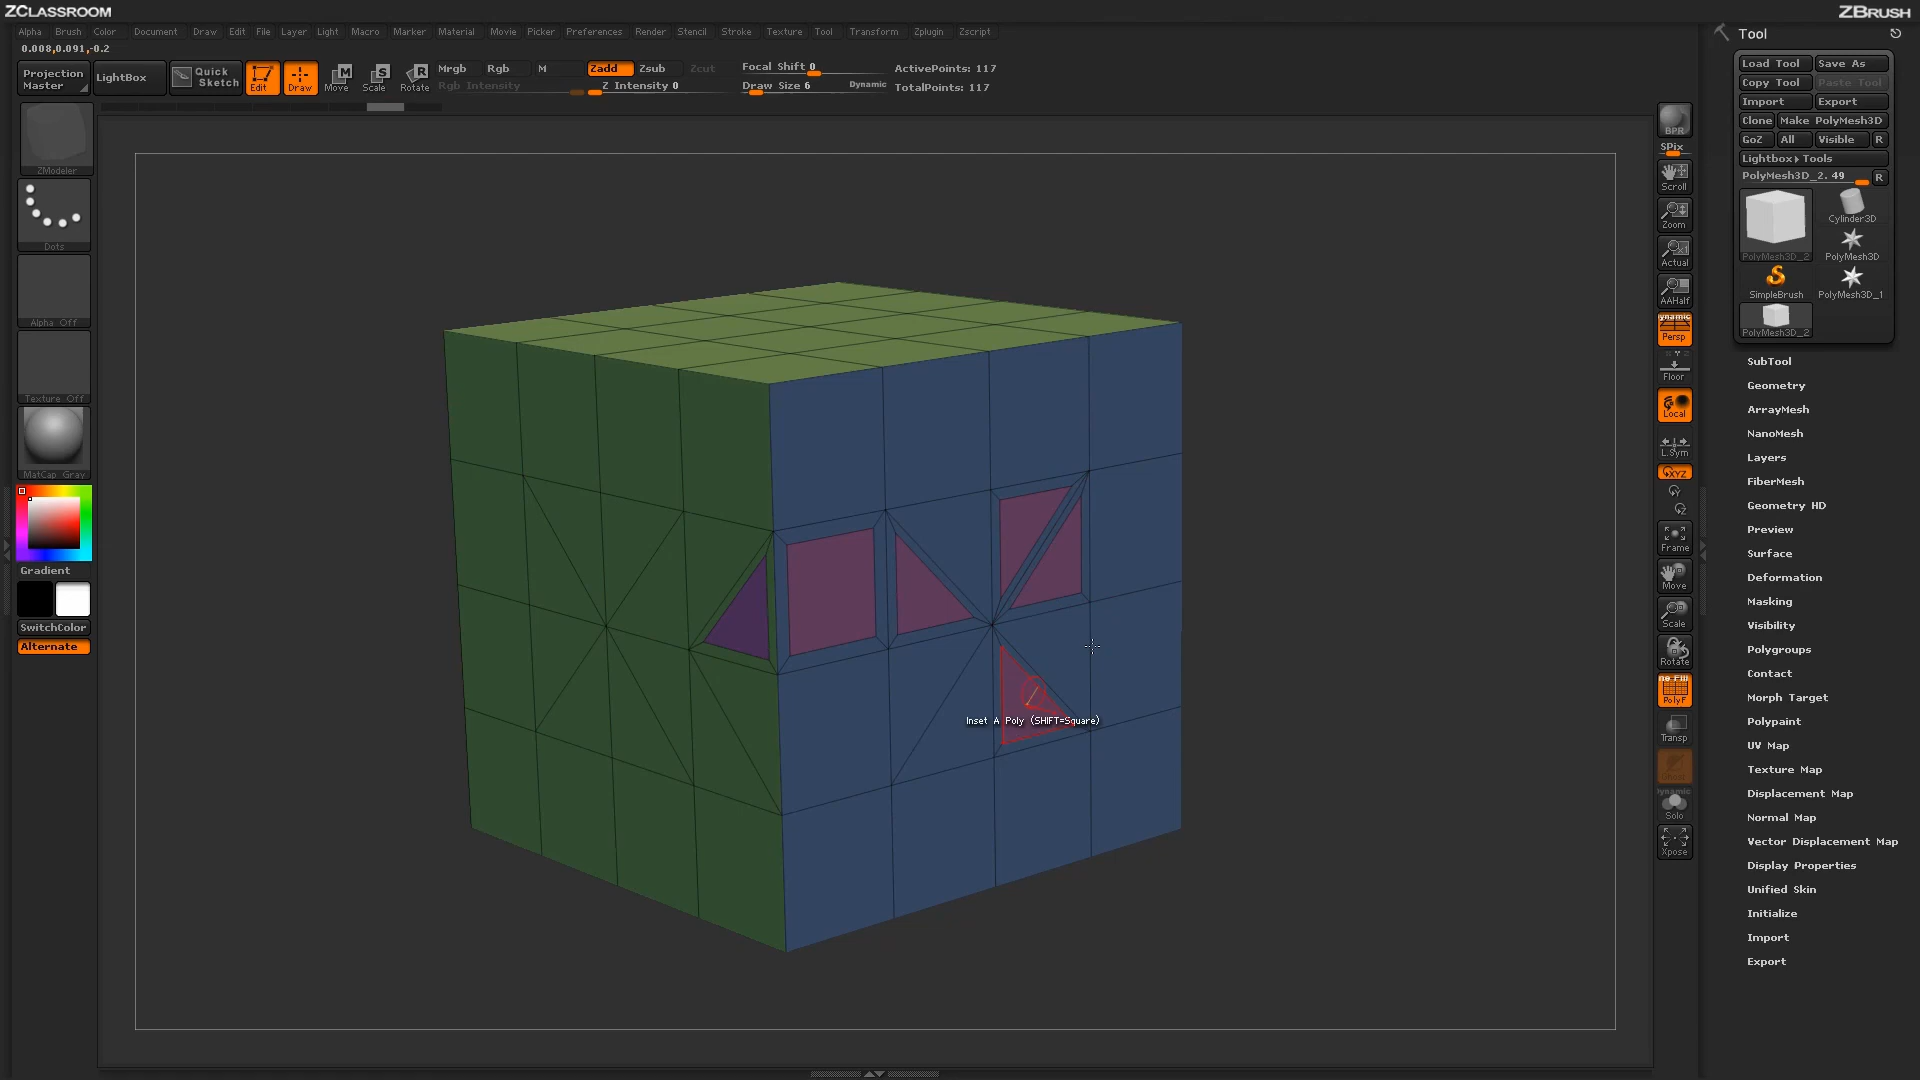 ZCLASSROOM
ZBRUSH
Alpha Brush Color Document Draw Edit File Layer Light Macro Marker Material Movie Picker Preferences Render Stencil Stroke Texture Tool Transform Zplugin Zscript
0.008,0.091,-0.2
Projection Master
LightBox
Quick Sketch
Edit
Draw
Move
Scale
Rotate
Mrgb Rgb M
Rgb Intensity
Zadd Zsub Zcut
Z Intensity 0
Focal Shift 0
Draw Size 6
Dynamic
ActivePoints: 117
TotalPoints: 117
ZModeler
Dots
Alpha Off
Texture Off
MatCap Gray
Gradient
SwitchColor
Alternate
Inset A Poly (SHIFT=Square)
BPR
SPix
Scroll
Zoom
Actual
AAHalf
Persp
Floor
Local
L.Sym
XYZ
Frame
Move
Scale
Rotate
PolyF
Transp
Dynamic
Solo
Xpose
Tool
Load Tool Save As
Copy Tool Paste Tool
Import Export
Clone Make PolyMesh3D
GoZ All Visible R
Lightbox▸Tools
PolyMesh3D_2. 49 R
PolyMesh3D_2
Cylinder3D
PolyMesh3D
SimpleBrush
PolyMesh3D_1
PolyMesh3D_2
SubTool
Geometry
ArrayMesh
NanoMesh
Layers
FiberMesh
Geometry HD
Preview
Surface
Deformation
Masking
Visibility
Polygroups
Contact
Morph Target
Polypaint
UV Map
Texture Map
Displacement Map
Normal Map
Vector Displacement Map
Display Properties
Unified Skin
Initialize
Import
Export